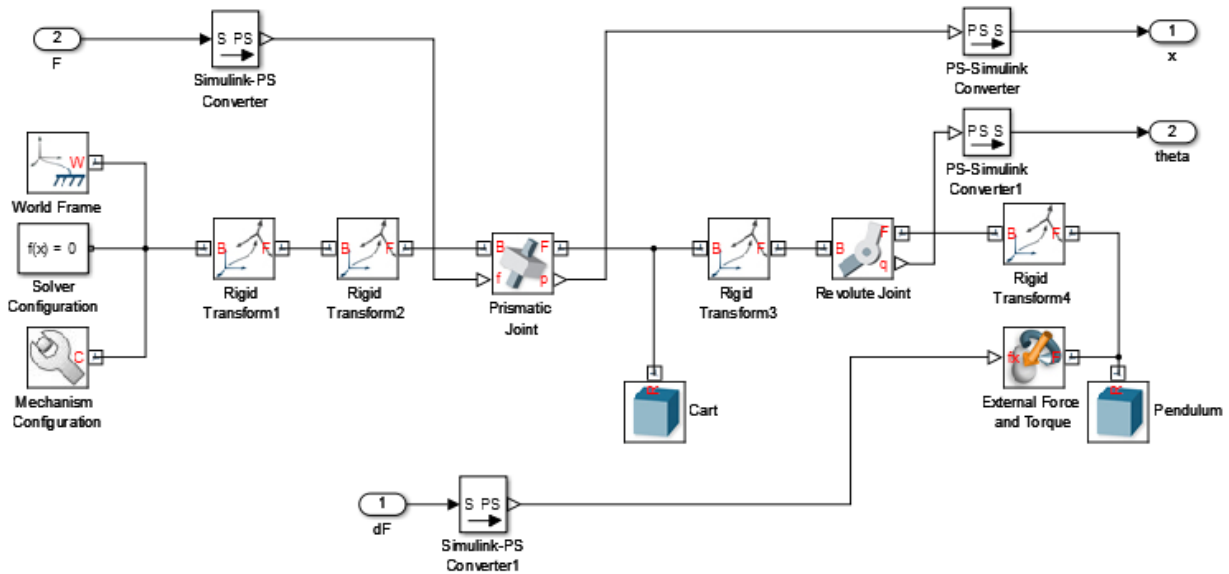 2
F
S PS
Simulink-PS
Converter
PS S
PS-Simulink
Converter
1
x
W
World Frame
PS S
PS-Simulink
Converter1
2
theta
f(x) = 0
Solver
Configuration
B F
Rigid
Transform1
B F
Rigid
Transform2
B F
f p
Prismatic
Joint
B F
Rigid
Transform3
B F
q
Revolute Joint
B F
Rigid
Transform4
C
Mechanism
Configuration
R
Cart
fx F
External Force
and Torque
R
Pendulum
1
dF
S PS
Simulink-PS
Converter1